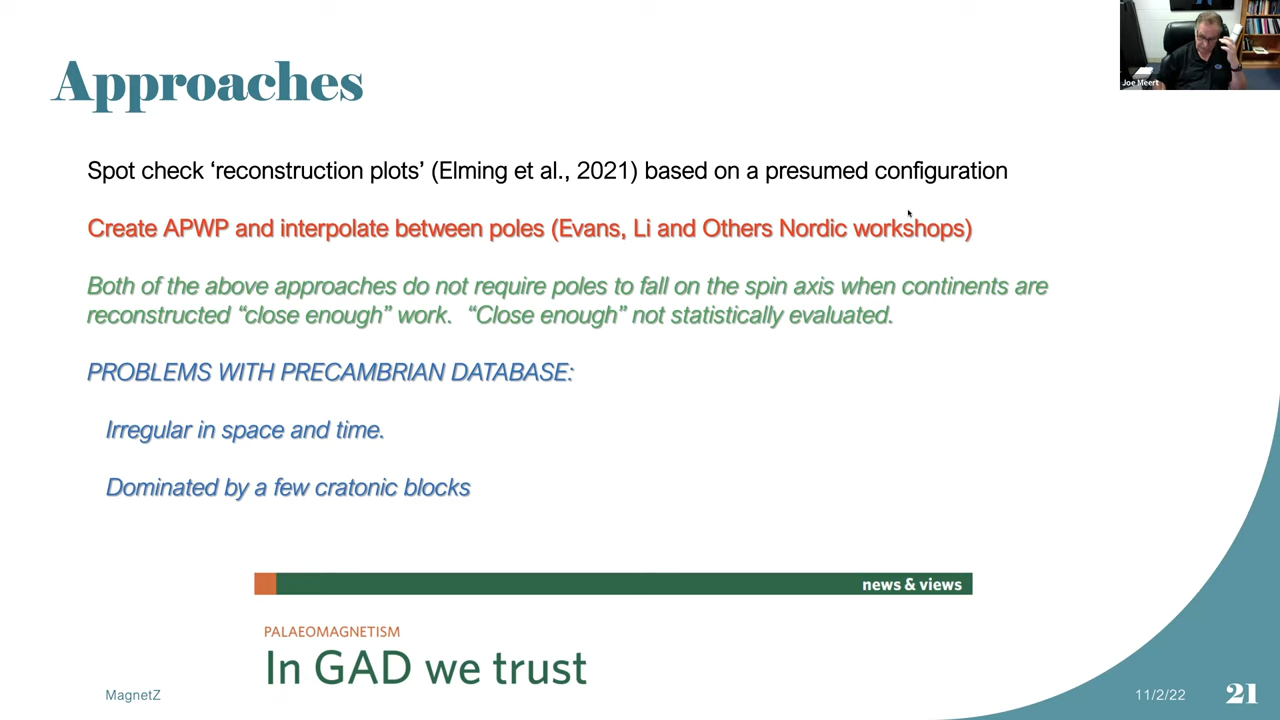 Approaches
Joe Meert
Spot check ‘reconstruction plots’ (Elming et al., 2021) based on a presumed configuration
Create APWP and interpolate between poles (Evans, Li and Others Nordic workshops)
Both of the above approaches do not require poles to fall on the spin axis when continents are
reconstructed “close enough” work.  “Close enough” not statistically evaluated.
PROBLEMS WITH PRECAMBRIAN DATABASE:
Irregular in space and time.
Dominated by a few cratonic blocks
news & views
PALAEOMAGNETISM
In GAD we trust
MagnetZ
11/2/22
21